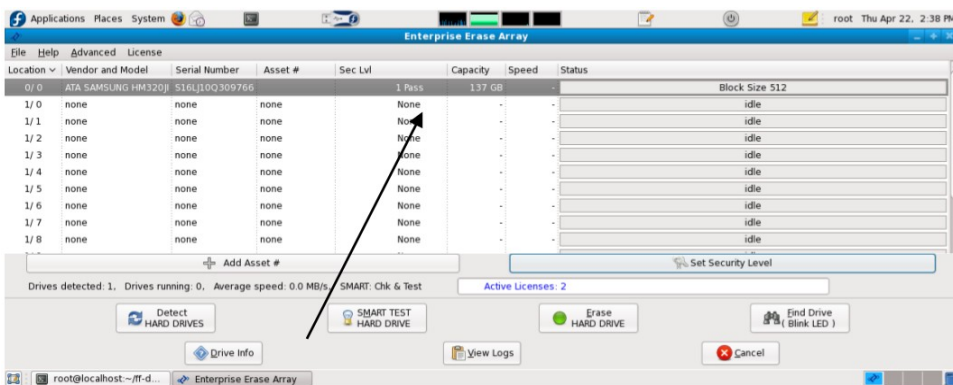 Applications Places System root Thu Apr 22, 2:38 PM
Enterprise Erase Array
File Help Advanced License
Location Vendor and Model Serial Number Asset # Sec Lvl Capacity Speed Status
0/ 0 ATA SAMSUNG HM320JI S16LJ10Q309766 1 Pass 137 GB - Block Size 512
1/ 0 none none none None - - idle
1/ 1 none none none None - - idle
1/ 2 none none none None - - idle
1/ 3 none none none None - - idle
1/ 4 none none none None - - idle
1/ 5 none none none None - - idle
1/ 6 none none none None - - idle
1/ 7 none none none None - - idle
1/ 8 none none none None - - idle
Add Asset # Set Security Level
Drives detected: 1, Drives running: 0, Average speed: 0.0 MB/s, SMART: Chk & Test Active Licenses: 2
Detect SMART TEST Erase Find Drive
HARD DRIVES HARD DRIVE HARD DRIVE ( Blink LED )
Drive Info View Logs Cancel
root@localhost:~/ff-d... Enterprise Erase Array